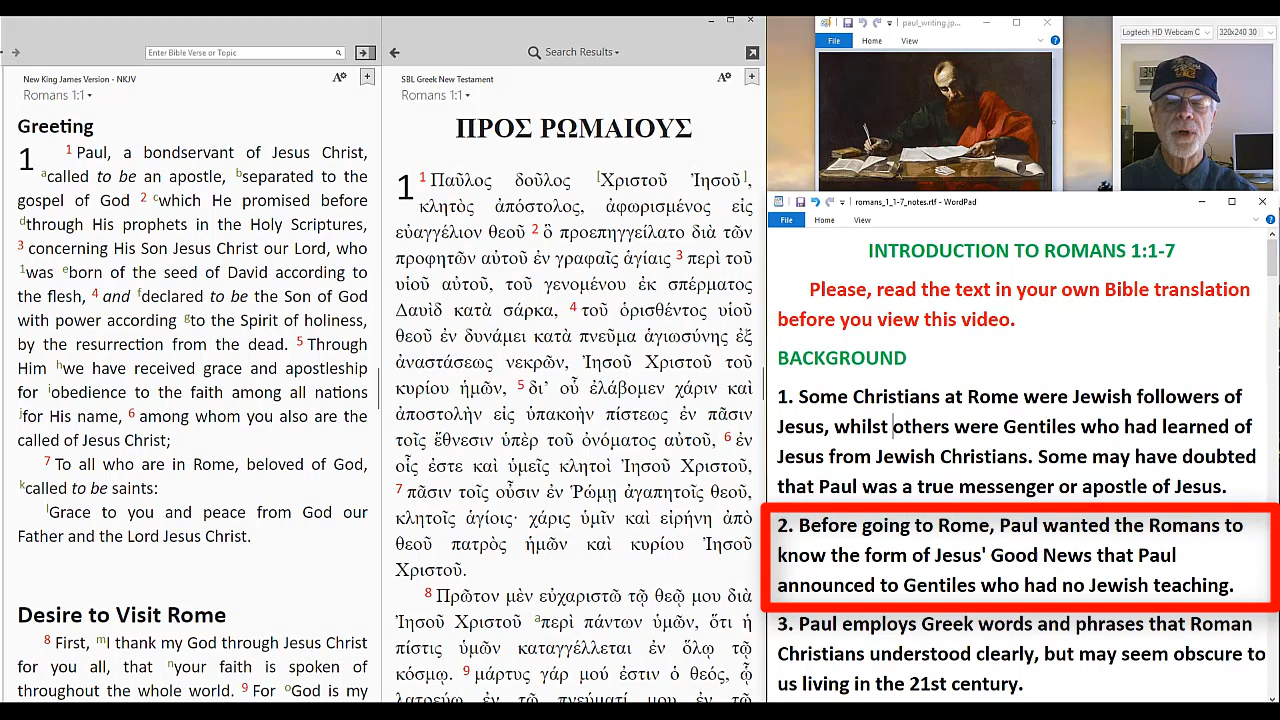 Enter Bible Verse or Topic
New King James Version - NKJV
Romans 1:1
Greeting
1 1 Paul, a bondservant of Jesus Christ,
a called to be an apostle, b separated to the
gospel of God 2 c which He promised before
d through His prophets in the Holy Scriptures,
3 concerning His Son Jesus Christ our Lord, who
1 was e born of the seed of David according to
the flesh, 4 and f declared to be the Son of God
with power according g to the Spirit of holiness,
by the resurrection from the dead. 5 Through
Him h we have received grace and apostleship
for i obedience to the faith among all nations
j for His name, 6 among whom you also are the
called of Jesus Christ;
7 To all who are in Rome, beloved of God,
k called to be saints:
l Grace to you and peace from God our
Father and the Lord Jesus Christ.
Desire to Visit Rome
8 First, m I thank my God through Jesus Christ
for you all, that n your faith is spoken of
throughout the whole world. 9 For o God is my
Search Results
SBL Greek New Testament
Romans 1:1
ΠΡΟΣ ΡΩΜΑΙΟΥΣ
1 1 Παῦλος δοῦλος [Χριστοῦ Ἰησοῦ],
κλητὸς ἀπόστολος, ἀφωρισμένος εἰς
εὐαγγέλιον θεοῦ 2 ὃ προεπηγγείλατο διὰ τῶν
προφητῶν αὐτοῦ ἐν γραφαῖς ἁγίαις 3 περὶ τοῦ
υἱοῦ αὐτοῦ, τοῦ γενομένου ἐκ σπέρματος
Δαυὶδ κατὰ σάρκα, 4 τοῦ ὁρισθέντος υἱοῦ
θεοῦ ἐν δυνάμει κατὰ πνεῦμα ἁγιωσύνης ἐξ
ἀναστάσεως νεκρῶν, Ἰησοῦ Χριστοῦ τοῦ
κυρίου ἡμῶν, 5 δι’ οὗ ἐλάβομεν χάριν καὶ
ἀποστολὴν εἰς ὑπακοὴν πίστεως ἐν πᾶσιν
τοῖς ἔθνεσιν ὑπὲρ τοῦ ὀνόματος αὐτοῦ, 6 ἐν
οἷς ἐστε καὶ ὑμεῖς κλητοὶ Ἰησοῦ Χριστοῦ,
7 πᾶσιν τοῖς οὖσιν ἐν Ῥώμῃ ἀγαπητοῖς θεοῦ,
κλητοῖς ἁγίοις· χάρις ὑμῖν καὶ εἰρήνη ἀπὸ
θεοῦ πατρὸς ἡμῶν καὶ κυρίου Ἰησοῦ
Χριστοῦ.
8 Πρῶτον μὲν εὐχαριστῶ τῷ θεῷ μου διὰ
Ἰησοῦ Χριστοῦ a περὶ πάντων ὑμῶν, ὅτι ἡ
πίστις ὑμῶν καταγγέλλεται ἐν ὅλῳ τῷ
κόσμῳ. 9 μάρτυς γάρ μού ἐστιν ὁ θεός, ᾧ
λατρεύω ἐν τῷ πνεύματί μου ἐν τῷ
paul_writing.jp...
File Home View
Logitech HD Webcam C 320x240 30
romans_1_1-7_notes.rtf - WordPad
File Home View
INTRODUCTION TO ROMANS 1:1-7
Please, read the text in your own Bible translation
before you view this video.
BACKGROUND
1. Some Christians at Rome were Jewish followers of
Jesus, whilst others were Gentiles who had learned of
Jesus from Jewish Christians. Some may have doubted
that Paul was a true messenger or apostle of Jesus.
2. Before going to Rome, Paul wanted the Romans to
know the form of Jesus' Good News that Paul
announced to Gentiles who had no Jewish teaching.
3. Paul employs Greek words and phrases that Roman
Christians understood clearly, but may seem obscure to
us living in the 21st century.